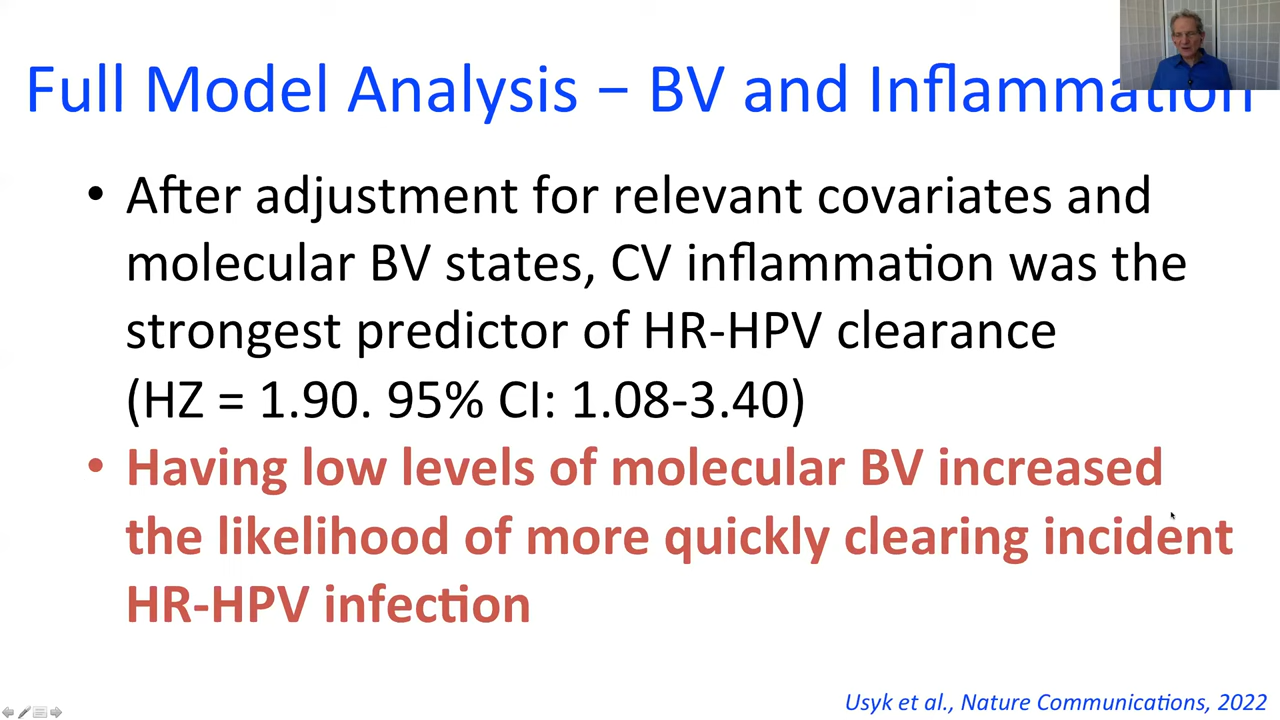 Full Model Analysis – BV and Inflammation
• After adjustment for relevant covariates and
molecular BV states, CV inflammation was the
strongest predictor of HR-HPV clearance
(HZ = 1.90. 95% CI: 1.08-3.40)
• Having low levels of molecular BV increased
the likelihood of more quickly clearing incident
HR-HPV infection
Usyk et al., Nature Communications, 2022